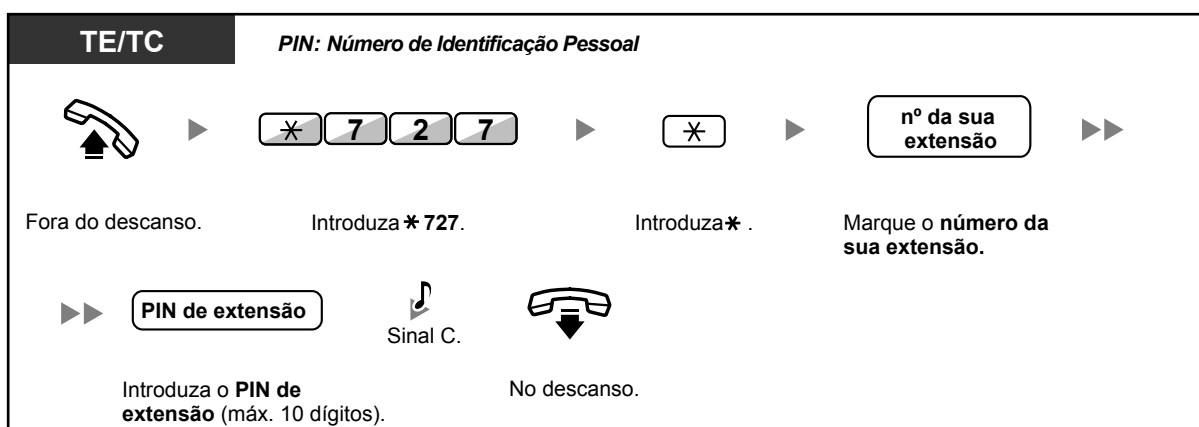 TE/TC
PIN: Número de Identificação Pessoal
* 7 2 7
*
nº da sua
extensão
Fora do descanso.
Introduza * 727.
Introduza * .
Marque o número da
sua extensão.
PIN de extensão
Sinal C.
Introduza o PIN de
extensão (máx. 10 dígitos).
No descanso.